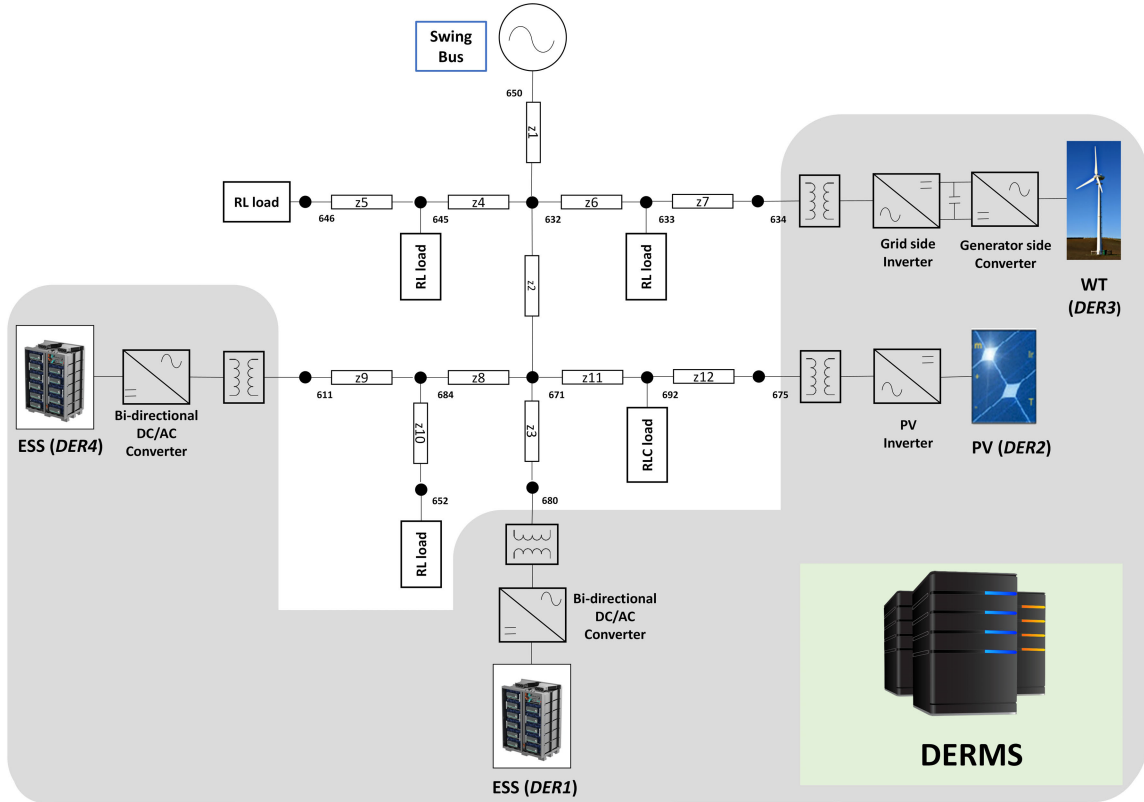 Swing
Bus
650
z1
RL load
z5
z4
z6
z7
646
645
632
633
634
RL load
RL load
Grid side
Inverter
Generator side
Converter
WT
(DER3)
z2
ESS (DER4)
Bi-directional
DC/AC
Converter
z9
z8
z11
z12
611
684
671
692
675
z10
z3
RLC load
PV
Inverter
m
Ir
T
PV (DER2)
652
680
RL load
Bi-directional
DC/AC
Converter
ESS (DER1)
DERMS